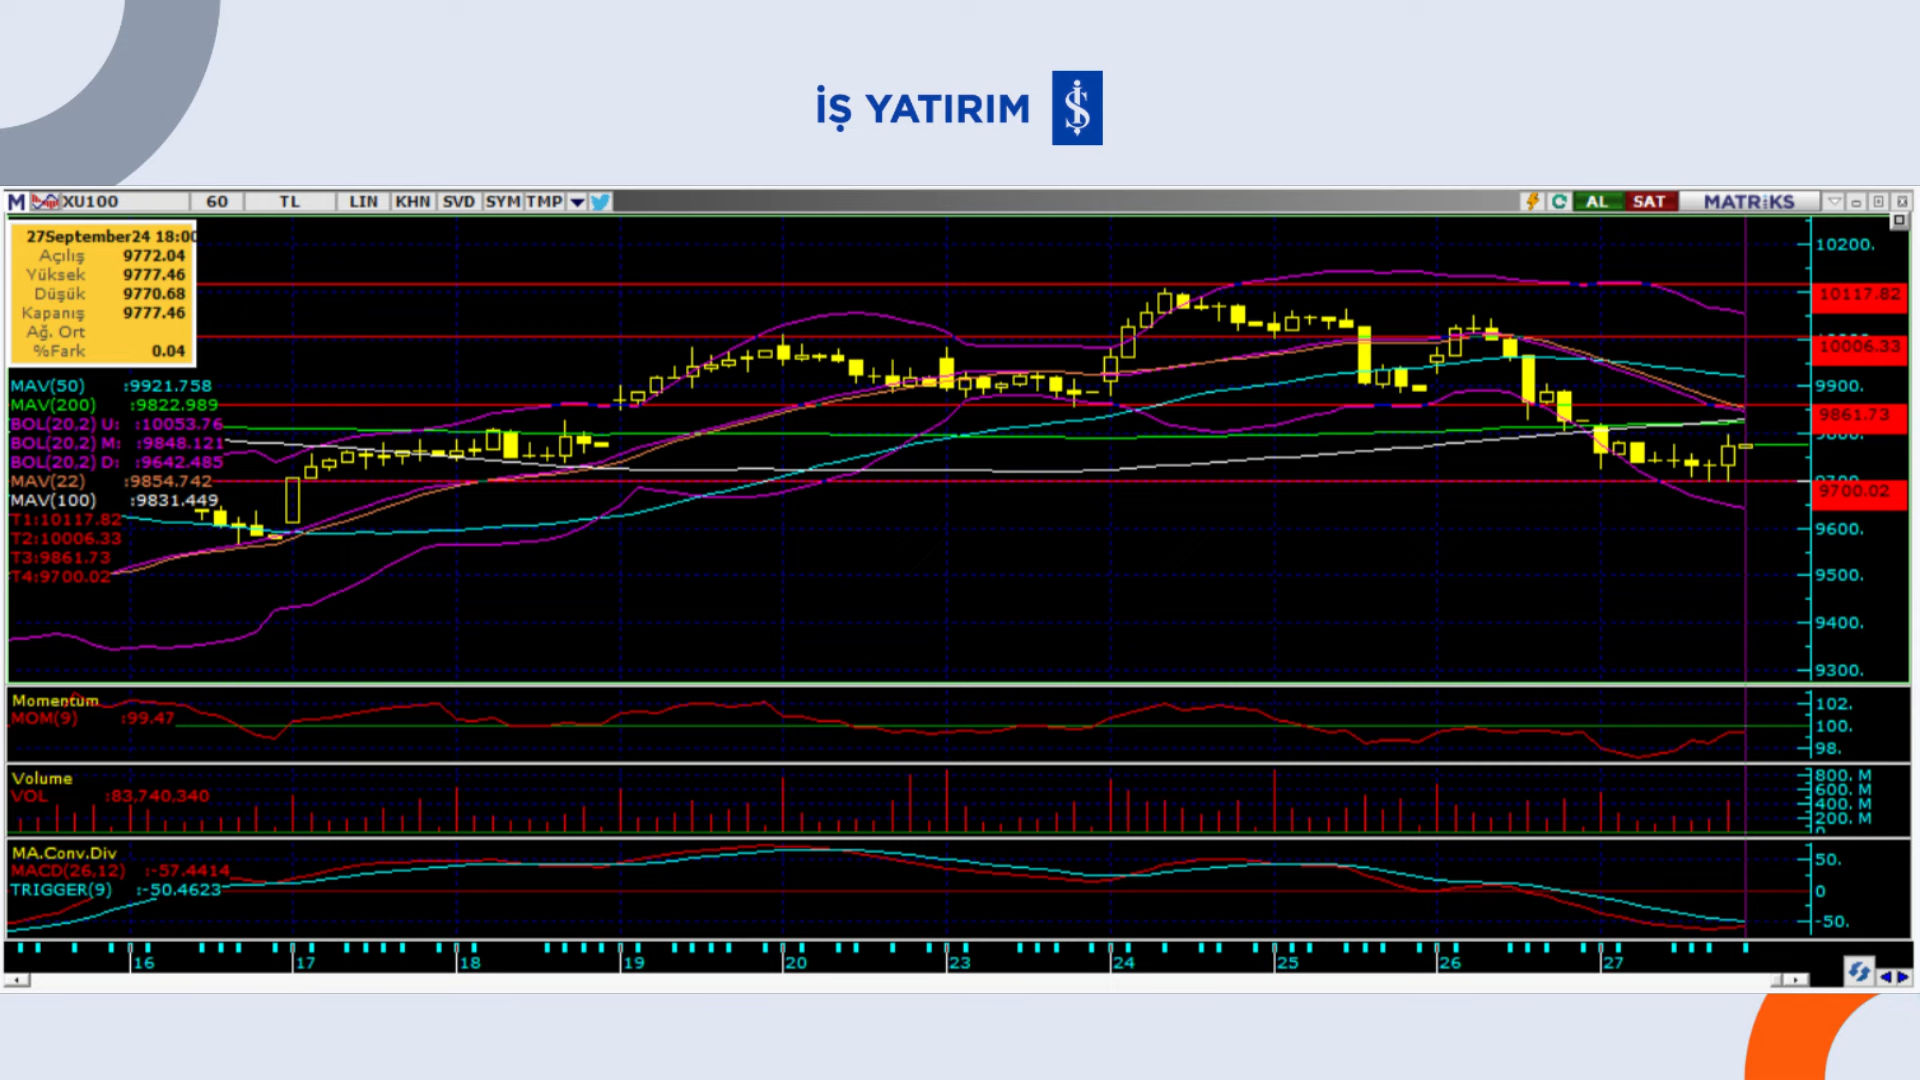 İŞ YATIRIM
M XU100 60 TL LIN KHN SVD SYM TMP AL SAT MATRiKS
27September24 18:00
Açılış 9772.04
Yüksek 9777.46
Düşük 9770.68
Kapanış 9777.46
Ağ. Ort
%Fark 0.04
MAV(50) :9921.758
MAV(200) :9822.989
BOL(20,2) U: :10053.76
BOL(20,2) M: :9848.121
BOL(20,2) D: :9642.485
MAV(22) :9854.742
MAV(100) :9831.449
T1:10117.82
T2:10006.33
T3:9861.73
T4:9700.02
10200.
10117.82
10006.33
9900.
9861.73
9800.
9700.02
9600.
9500.
9400.
9300.
Momentum
MOM(9) :99.47
102.
100.
98.
Volume
VOL :83,740,340
800. M
600. M
400. M
200. M
0
MA.Conv.Div
MACD(26,12) :-57.4414
TRIGGER(9) :-50.4623
50.
0
-50.
16 17 18 19 20 23 24 25 26 27